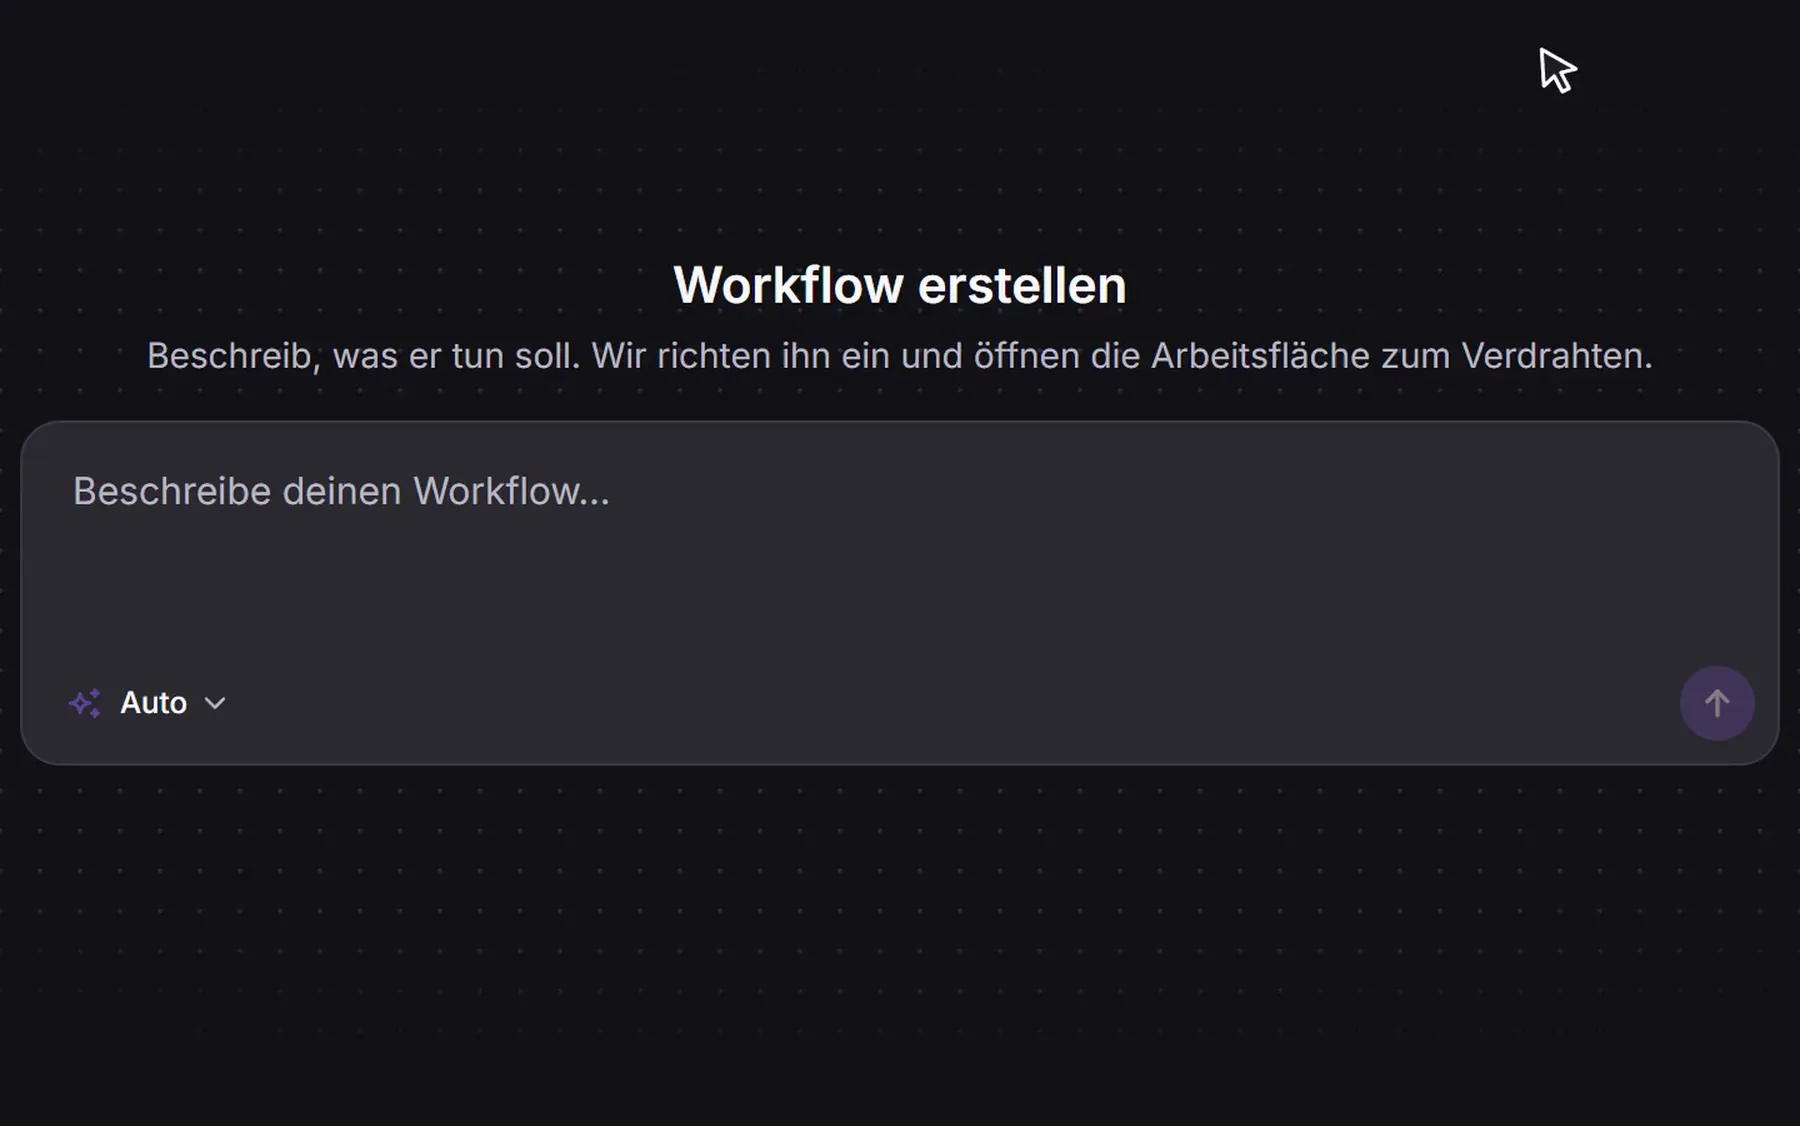 Workflow erstellen
Beschreib, was er tun soll. Wir richten ihn ein und öffnen die Arbeitsfläche zum Verdrahten.
Beschreibe deinen Workflow...
Auto